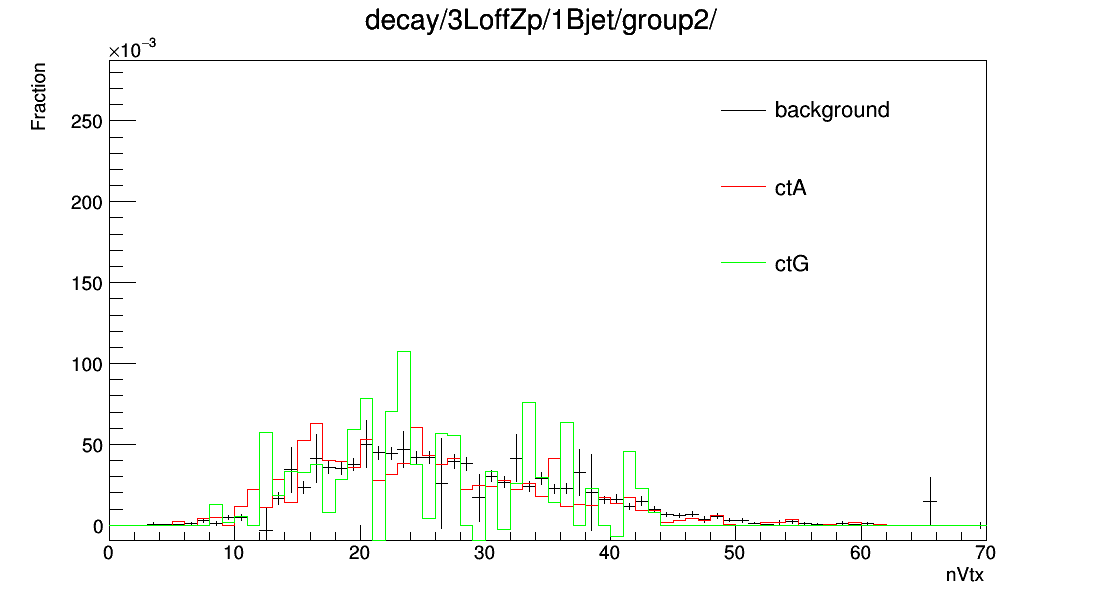 decay/3LoffZp/1Bjet/group2/
×10⁻³
Fraction
250
200
150
100
50
0
background
ctA
ctG
0 10 20 30 40 50 60 70
nVtx